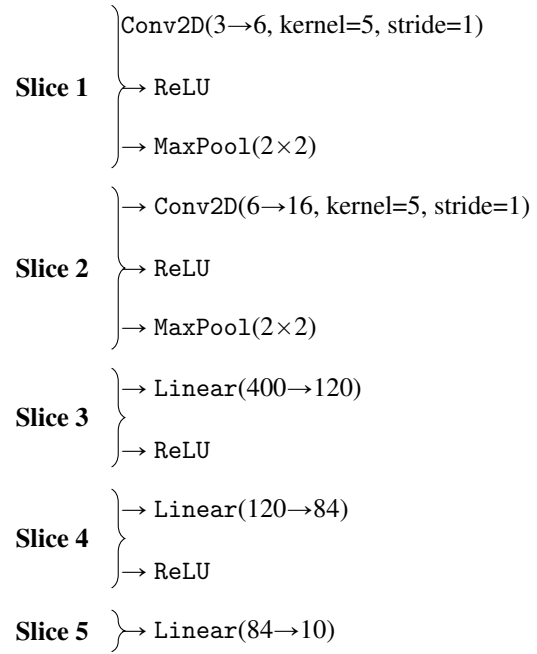 Conv2D(3→6, kernel=5, stride=1)
Slice 1 → ReLU
→ MaxPool(2×2)
→ Conv2D(6→16, kernel=5, stride=1)
Slice 2 → ReLU
→ MaxPool(2×2)
→ Linear(400→120)
Slice 3
→ ReLU
→ Linear(120→84)
Slice 4
→ ReLU
Slice 5 → Linear(84→10)